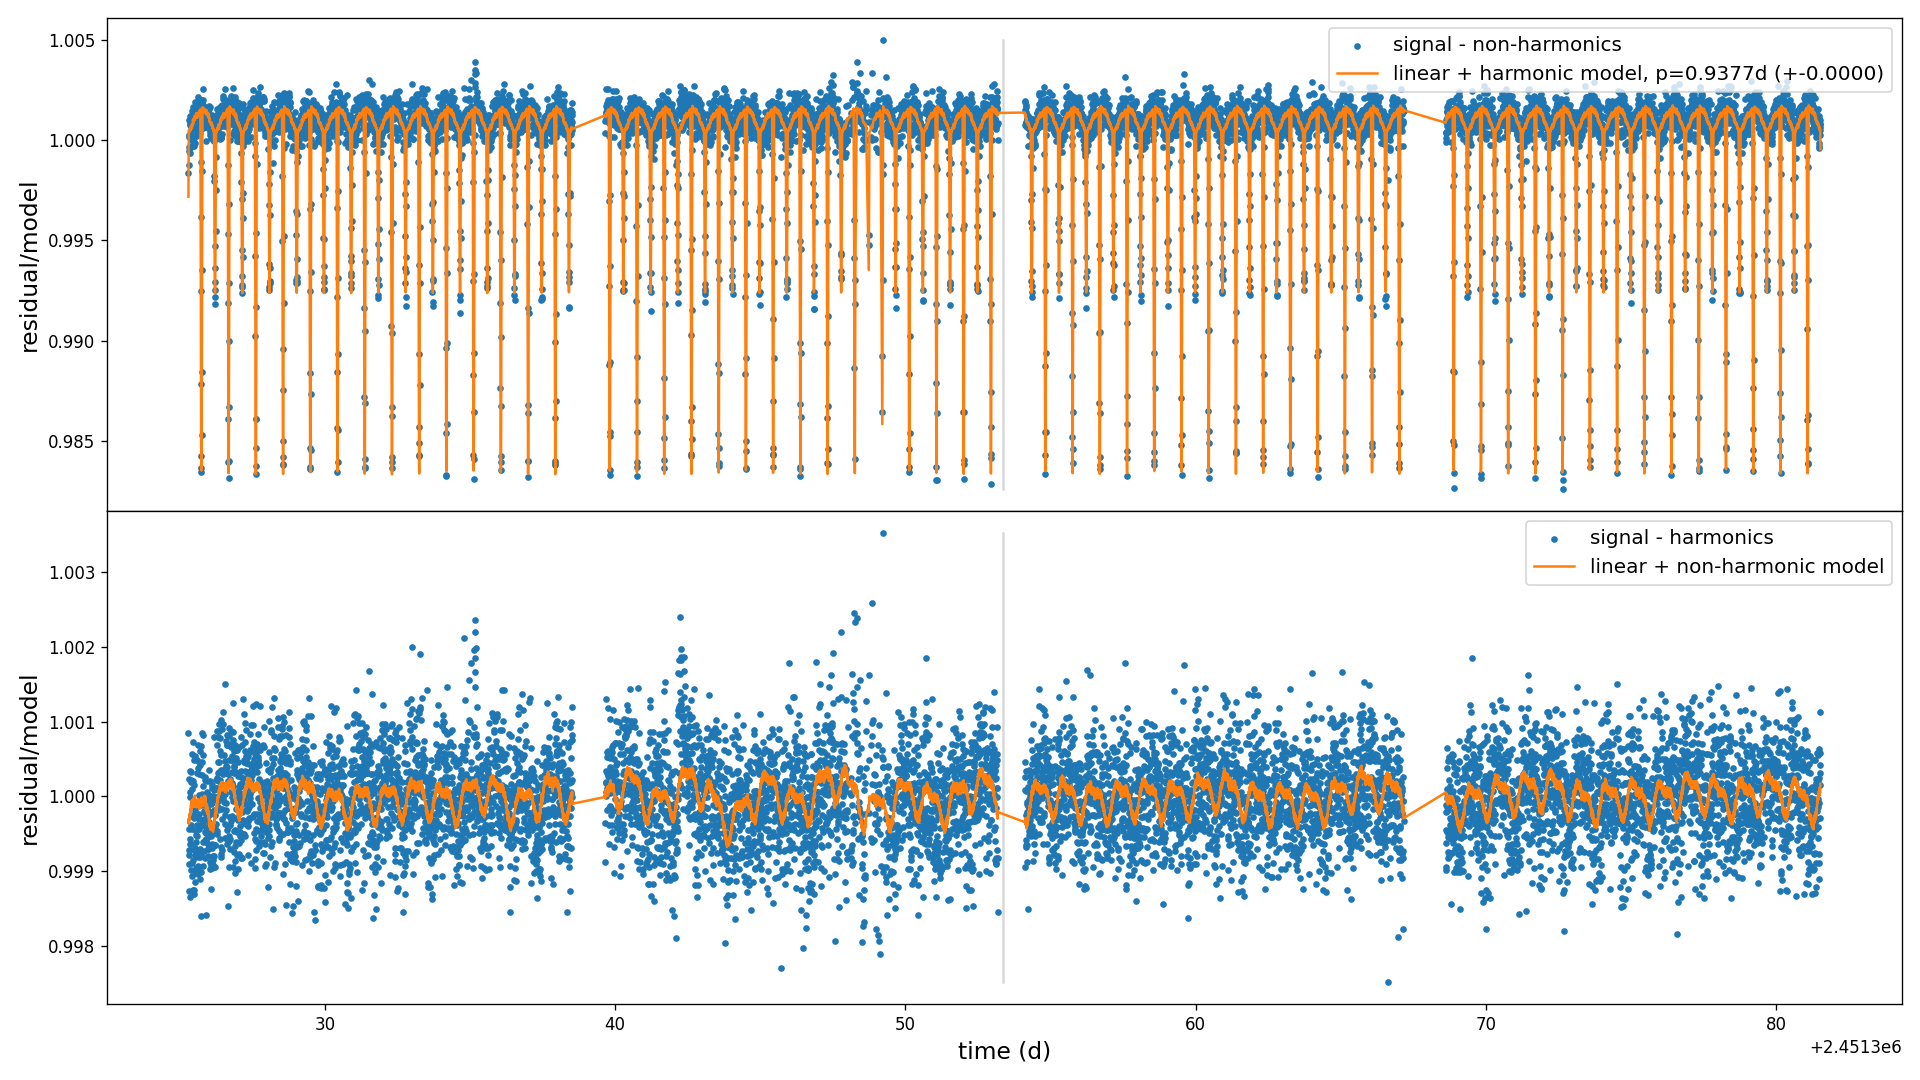 1.005
1.000
0.995
0.990
0.985
residual/model
signal - non-harmonics
linear + harmonic model, p=0.9377d (+-0.0000)
1.003
1.002
1.001
1.000
0.999
0.998
residual/model
signal - harmonics
linear + non-harmonic model
30
40
50
60
70
80
time (d)
+2.4513e6